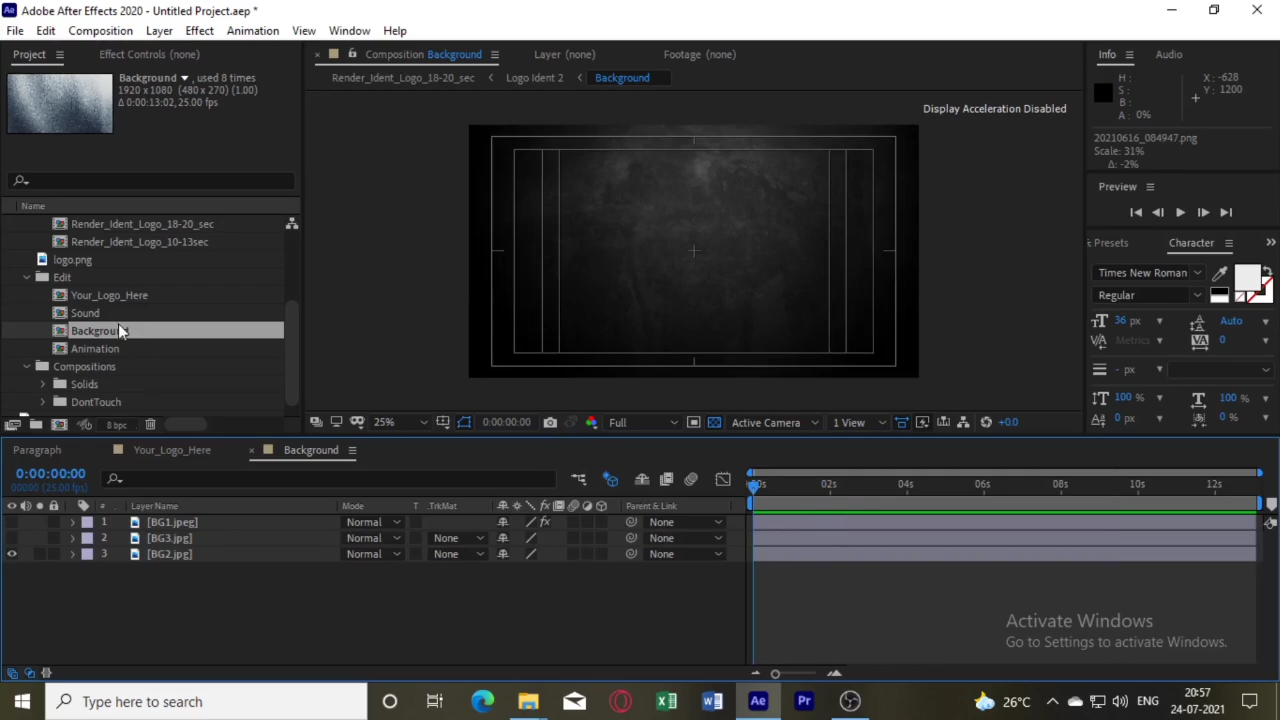 Adobe After Effects 2020 - Untitled Project.aep *
File Edit Composition Layer Effect Animation View Window Help
Project Effect Controls (none)
Composition Background Layer (none) Footage (none)
Info Audio
Background , used 8 times
1920 x 1080 (480 x 270) (1.00)
Δ 0:00:13:02, 25.00 fps
Render_Ident_Logo_18-20_sec Logo Ident 2 Background
Display Acceleration Disabled
H: X: -628
S: Y: 1200
B:
A: 0%
20210616_084947.png
Scale: 31%
Δ: -2%
Preview
Presets Character
Times New Roman
Regular
36 px Auto
Metrics 0
- px
100 % 100 %
0 px 0 %
Name
Render_Ident_Logo_18-20_sec
Render_Ident_Logo_10-13sec
logo.png
Edit
Your_Logo_Here
Sound
Animation
Compositions
Solids
DontTouch
8 bpc
25% 0:00:00:00 Full Active Camera 1 View +0.0
Paragraph Your_Logo_Here Background
0:00:00:00
00000 (25.00 fps)
02s 04s 06s 08s 10s 12s
# Layer Name Mode T .TrkMat Parent & Link
1 [BG1.jpeg] Normal None
2 [BG3.jpg] Normal None None
3 [BG2.jpg] Normal None None
Activate Windows
Go to Settings to activate Windows.
Type here to search
26°C ENG
20:57
24-07-2021